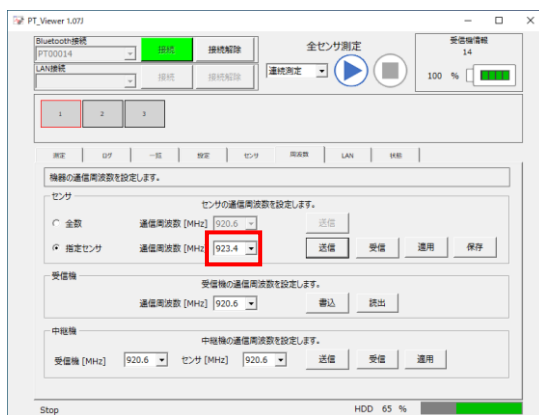 PT_Viewer 1.07J
Bluetooth接続
PT00014 接続 接続解除
LAN接続
接続 接続解除
全センサ測定
連続測定
受信機情報
14
100 %
1 2 3
測定 ログ 一覧 設定 センサ 周波数 LAN 状態
機器の通信周波数を設定します。
センサ
センサの通信周波数を設定します。
全数 通信周波数 [MHz] 920.6 送信
指定センサ 通信周波数 [MHz] 923.4 送信 受信 適用 保存
受信機
受信機の通信周波数を設定します。
通信周波数 [MHz] 920.6 書込 読出
中継機
中継機の通信周波数を設定します。
受信機 [MHz] 920.6 センサ [MHz] 920.6 送信 受信 適用
Stop HDD 65 %